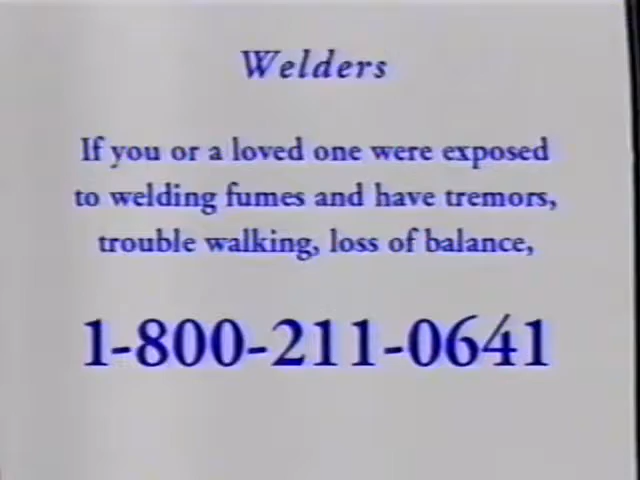 Welders
If you or a loved one were exposed
to welding fumes and have tremors,
trouble walking, loss of balance,
1-800-211-0641